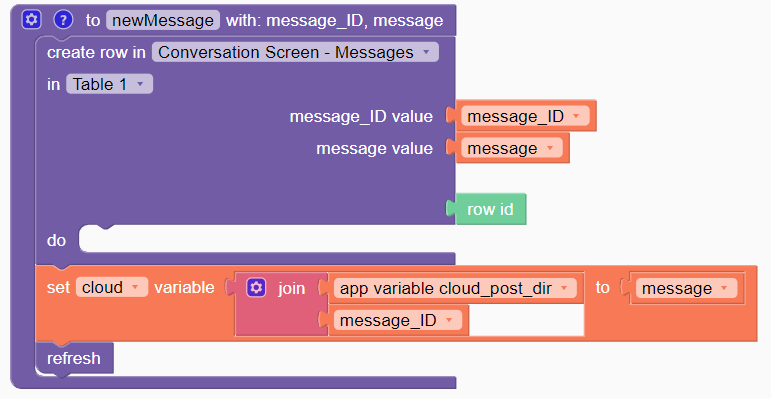 ? to newMessage with: message_ID, message
create row in Conversation Screen - Messages
in Table 1
message_ID value message_ID
message value message
row id
do
set cloud variable join app variable cloud_post_dir to message
message_ID
refresh